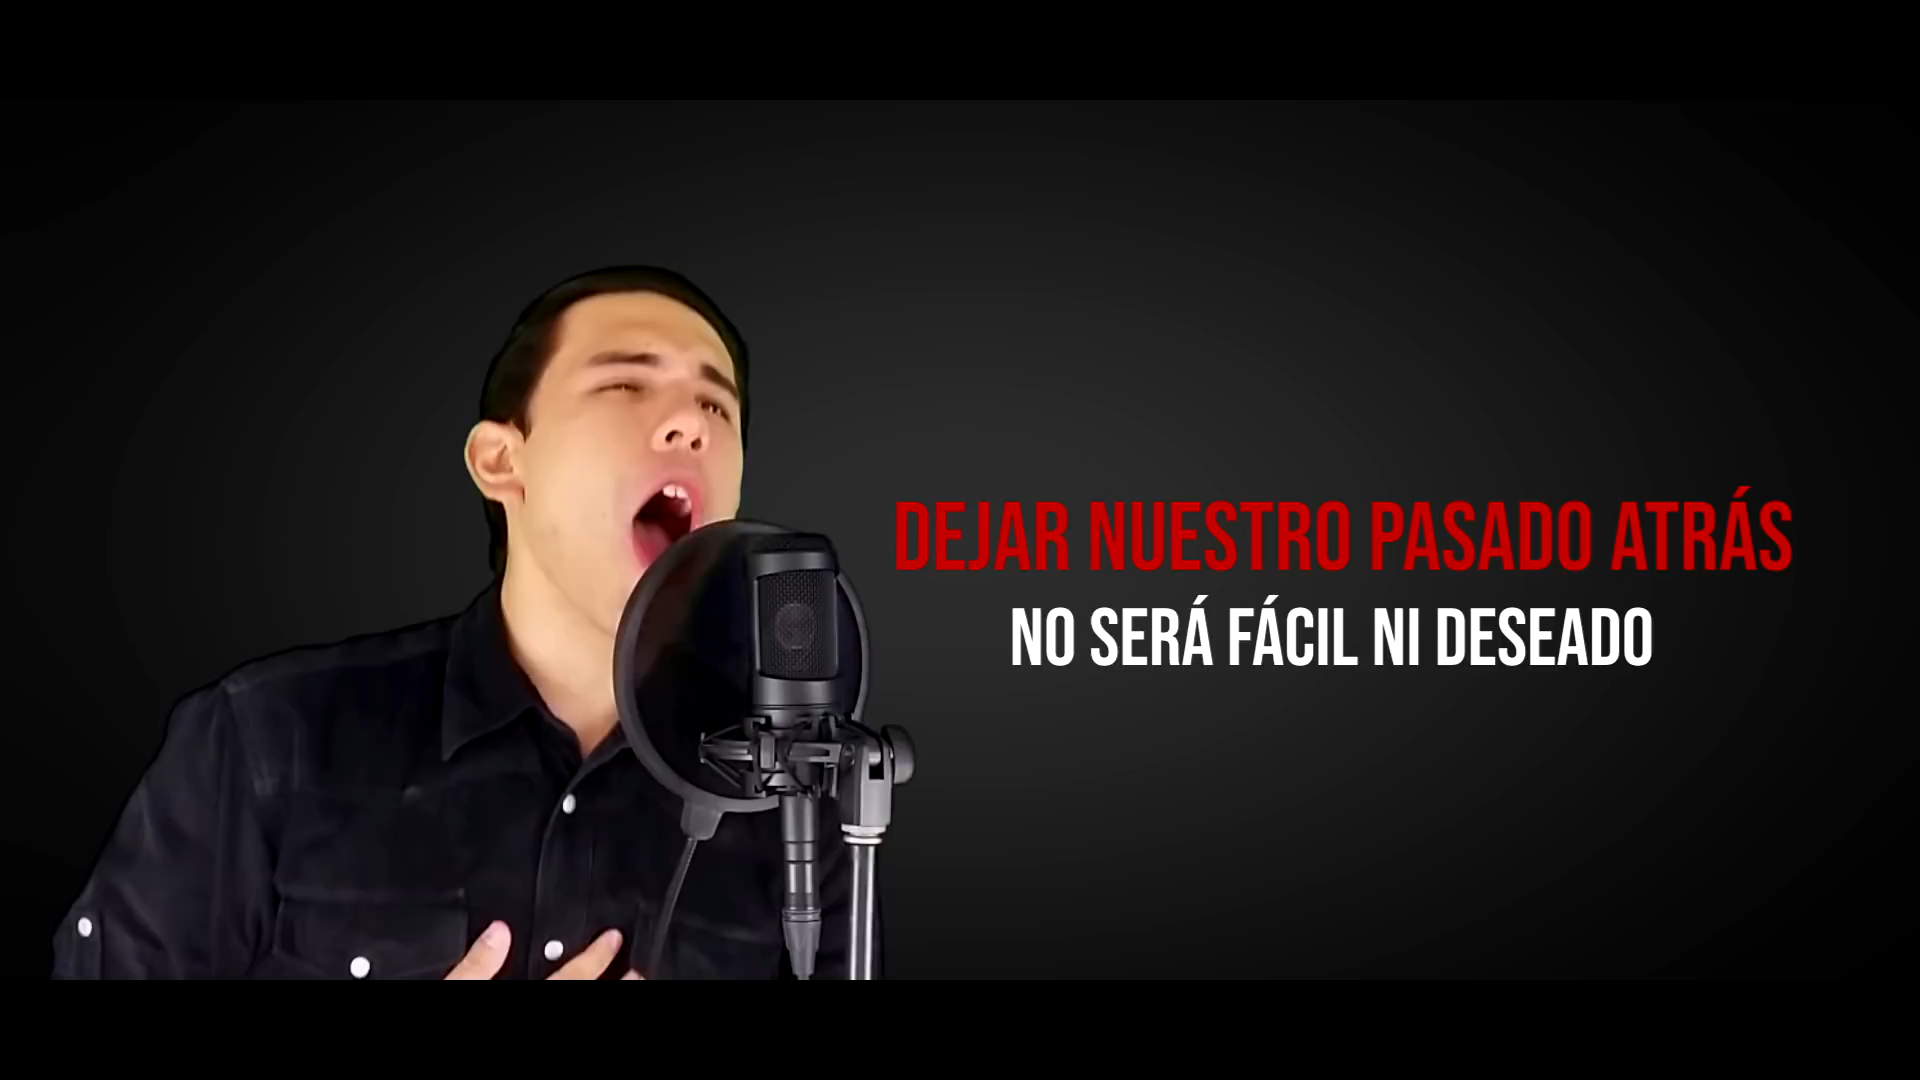 DEJAR NUESTRO PASADO ATRÁS
NO SERÁ FÁCIL NI DESEADO